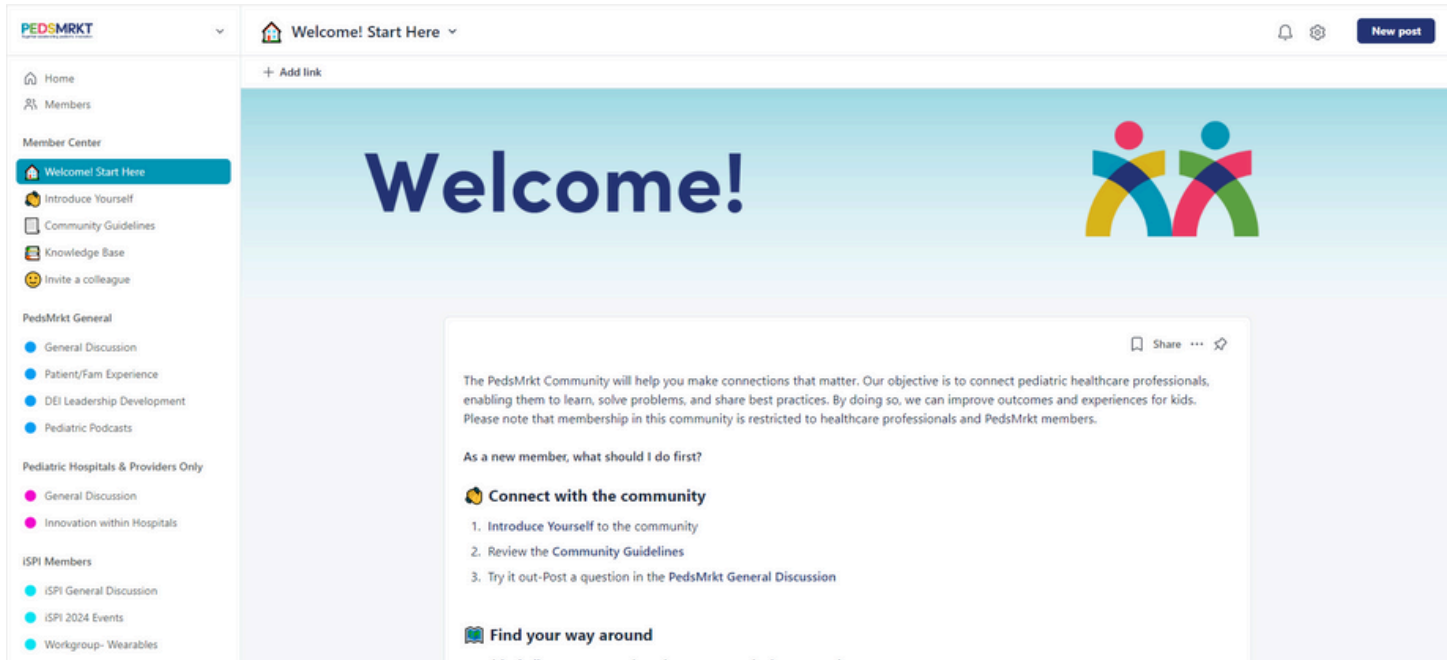 PEDSMRKT
Welcome! Start Here
New post
Home
Members
Member Center
Welcome! Start Here
Introduce Yourself
Community Guidelines
Knowledge Base
Invite a colleague
PedsMrkt General
General Discussion
Patient/Fam Experience
DEI Leadership Development
Pediatric Podcasts
Pediatric Hospitals & Providers Only
General Discussion
Innovation within Hospitals
iSPI Members
iSPI General Discussion
iSPI 2024 Events
Workgroup- Wearables
+ Add link
Welcome!
Share
The PedsMrkt Community will help you make connections that matter. Our objective is to connect pediatric healthcare professionals,
enabling them to learn, solve problems, and share best practices. By doing so, we can improve outcomes and experiences for kids.
Please note that membership in this community is restricted to healthcare professionals and PedsMrkt members.
As a new member, what should I do first?
Connect with the community
1. Introduce Yourself to the community
2. Review the Community Guidelines
3. Try it out-Post a question in the PedsMrkt General Discussion
Find your way around